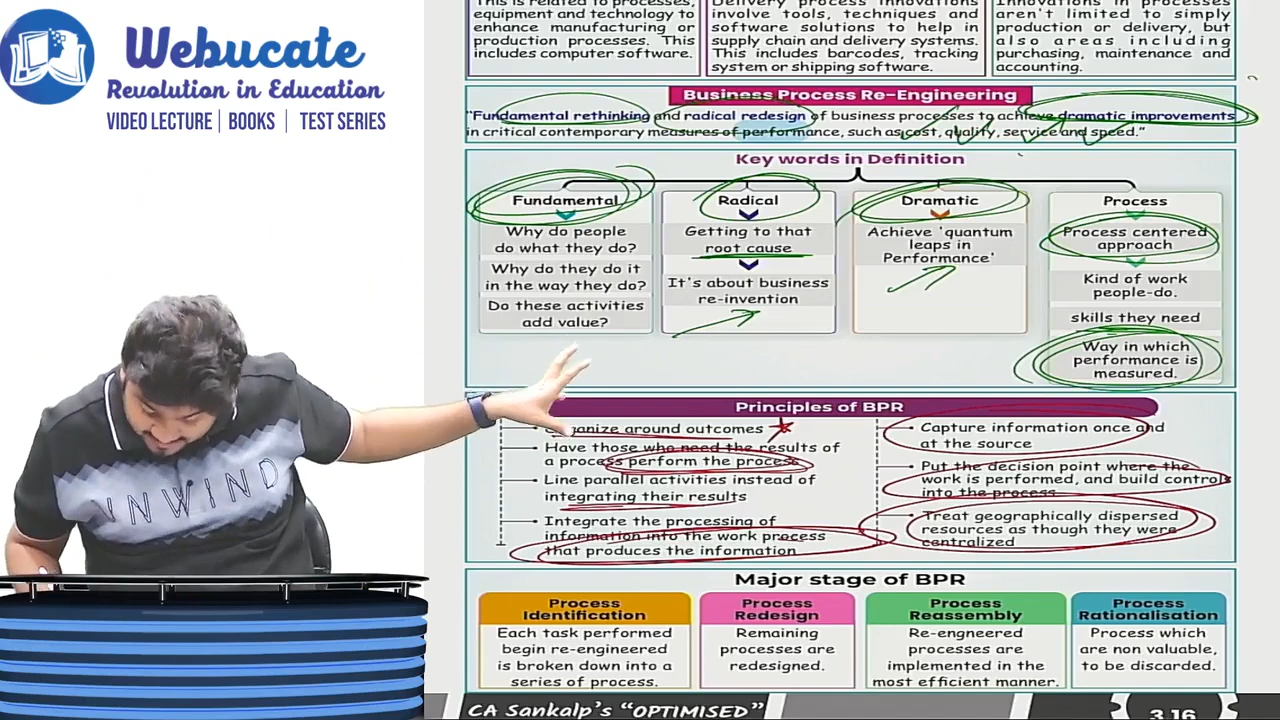 Webucate
Revolution in Education
VIDEO LECTURE | BOOKS | TEST SERIES
UNWIND
This is related to processes,
equipment and technology to
enhance manufacturing or
production processes. This
includes computer software.
Delivery process innovations
involve tools, techniques and
software solutions to help in
supply chain and delivery systems.
This includes barcodes, tracking
system or shipping software.
Innovations in processes
aren't limited to simply
production or delivery, but
also areas including
purchasing, maintenance and
accounting.
Business Process Re-Engineering
"Fundamental rethinking and radical redesign of business processes to achieve dramatic improvements
in critical contemporary measures of performance, such as cost, quality, service and speed."
Key words in Definition
Fundamental
Why do people
do what they do?
Why do they do it
in the way they do?
Do these activities
add value?
Radical
Getting to that
root cause
It's about business
re-invention
Dramatic
Achieve 'quantum
leaps in
Performance'
Process
Process centered
approach
Kind of work
people-do.
skills they need
Way in which
performance is
measured.
Principles of BPR
Organize around outcomes
Have those who need the results of
a process perform the process
Line parallel activities instead of
integrating their results
Integrate the processing of
information into the work process
that produces the information
Capture information once and
at the source
Put the decision point where the
work is performed, and build controls
into the process
Treat geographically dispersed
resources as though they were
centralized
Major stage of BPR
Process
Identification
Each task performed
begin re-engineered
is broken down into a
series of process.
Process
Redesign
Remaining
processes are
redesigned.
Process
Reassembly
Re-engneered
processes are
implemented in the
most efficient manner.
Process
Rationalisation
Process which
are non valuable,
to be discarded.
CA Sankalp's "OPTIMISED"
3.16